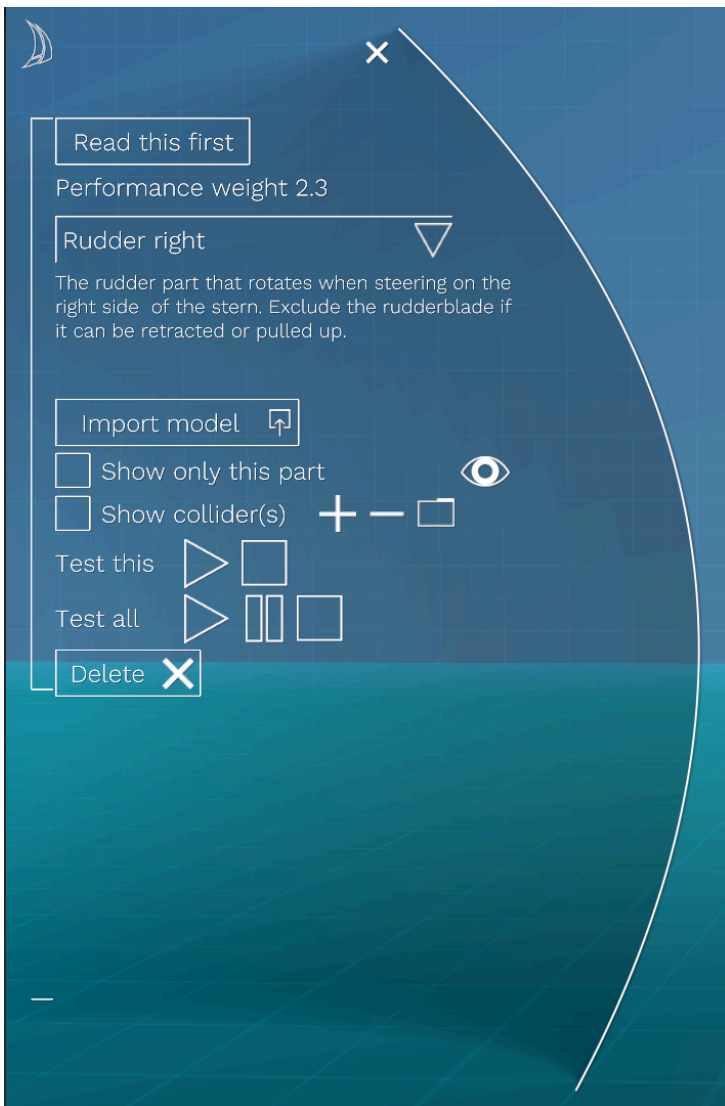 Read this first
Performance weight 2.3
Rudder right
The rudder part that rotates when steering on the
right side of the stern. Exclude the rudderblade if
it can be retracted or pulled up.
Import model
Show only this part
Show collider(s)
Test this
Test all
Delete